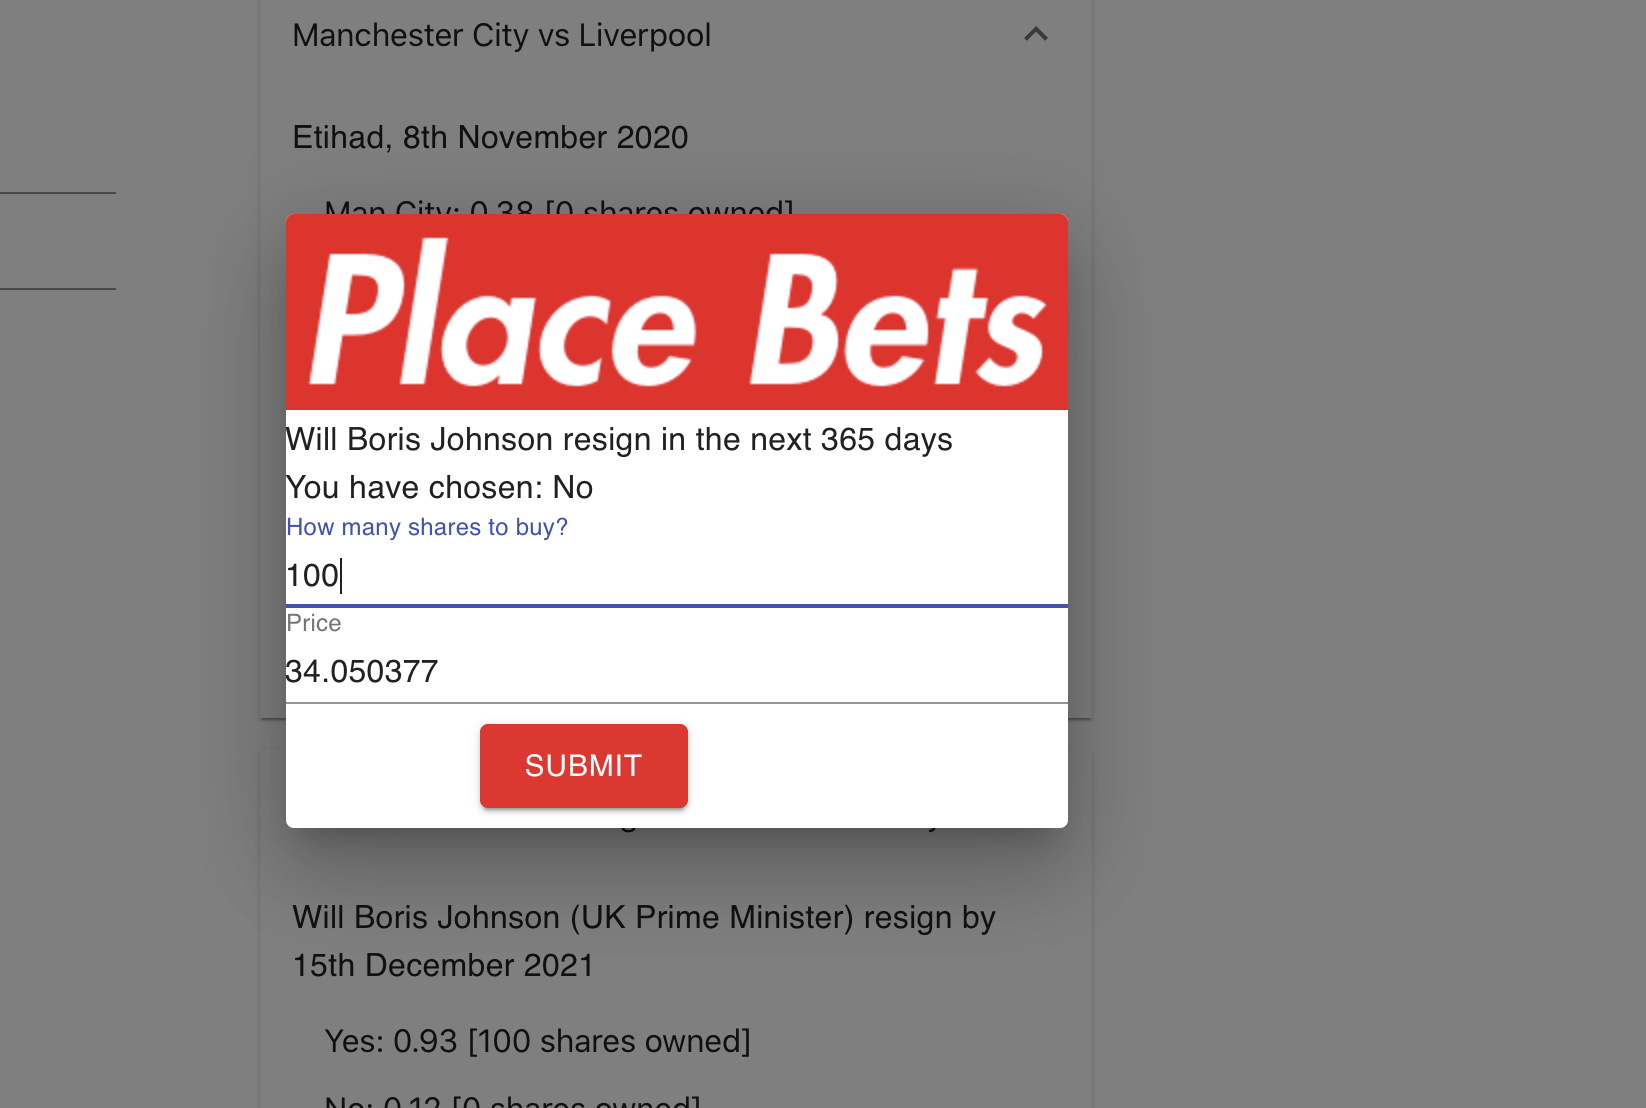 Manchester City vs Liverpool
Etihad, 8th November 2020
Man City: 0.38 [0 shares owned]
Place Bets
Will Boris Johnson resign in the next 365 days
You have chosen: No
How many shares to buy?
100
Price
34.050377
SUBMIT
Will Boris Johnson (UK Prime Minister) resign by
15th December 2021
Yes: 0.93 [100 shares owned]
No: 0.12 [0 shares owned]